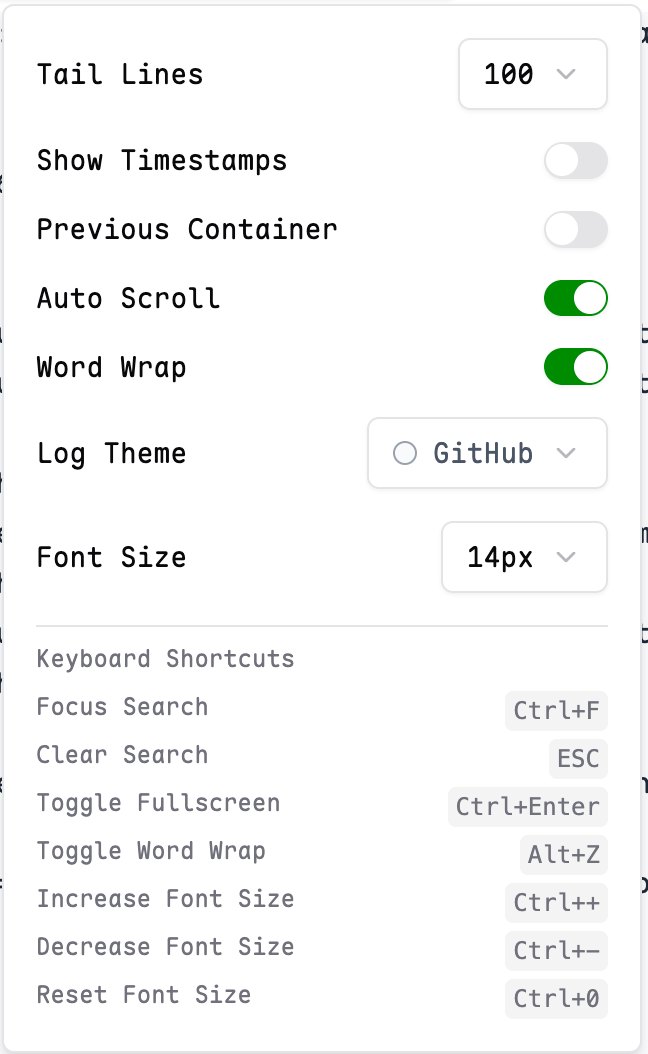 Tail Lines 100
Show Timestamps
Previous Container
Auto Scroll
Word Wrap
Log Theme GitHub
Font Size 14px
Keyboard Shortcuts
Focus Search Ctrl+F
Clear Search ESC
Toggle Fullscreen Ctrl+Enter
Toggle Word Wrap Alt+Z
Increase Font Size Ctrl++
Decrease Font Size Ctrl+−
Reset Font Size Ctrl+0